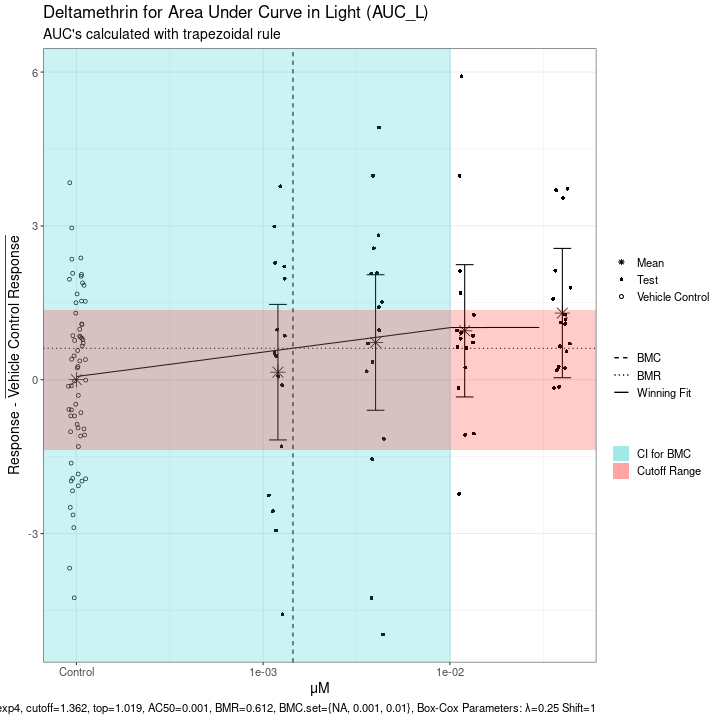 Deltamethrin for Area Under Curve in Light (AUC_L)
AUC's calculated with trapezoidal rule
Response - Vehicle Control Response
6
3
0
-3
Control
1e-03
1e-02
µM
Mean
Test
Vehicle Control
BMC
BMR
Winning Fit
CI for BMC
Cutoff Range
exp4, cutoff=1.362, top=1.019, AC50=0.001, BMR=0.612, BMC.set={NA, 0.001, 0.01}, Box-Cox Parameters: λ=0.25 Shift=1